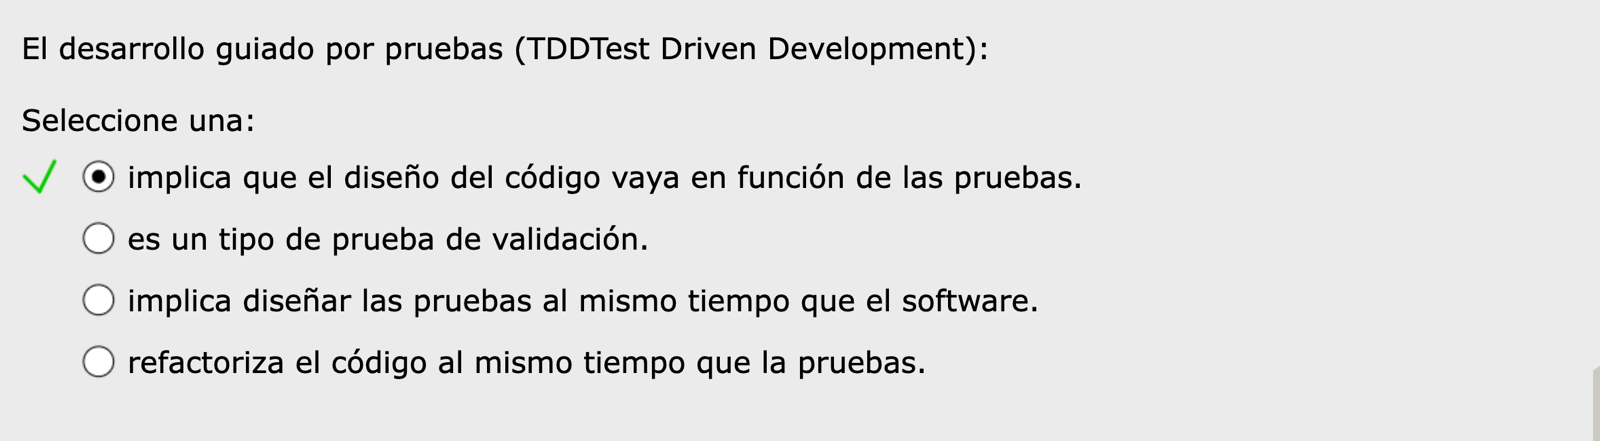 El desarrollo guiado por pruebas (TDDTest Driven Development):
Seleccione una:
implica que el diseño del código vaya en función de las pruebas.
es un tipo de prueba de validación.
implica diseñar las pruebas al mismo tiempo que el software.
refactoriza el código al mismo tiempo que la pruebas.